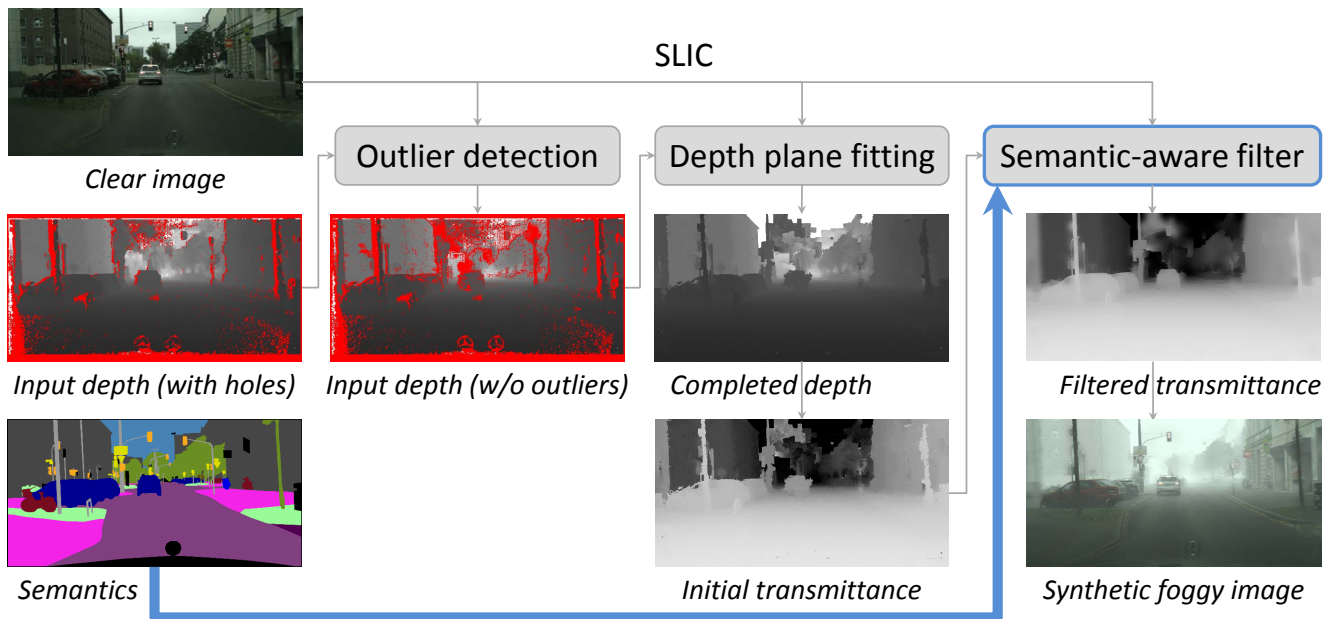 SLIC
Outlier detection
Depth plane fitting
Semantic-aware filter
Clear image
Input depth (with holes)
Input depth (w/o outliers)
Completed depth
Filtered transmittance
Semantics
Initial transmittance
Synthetic foggy image